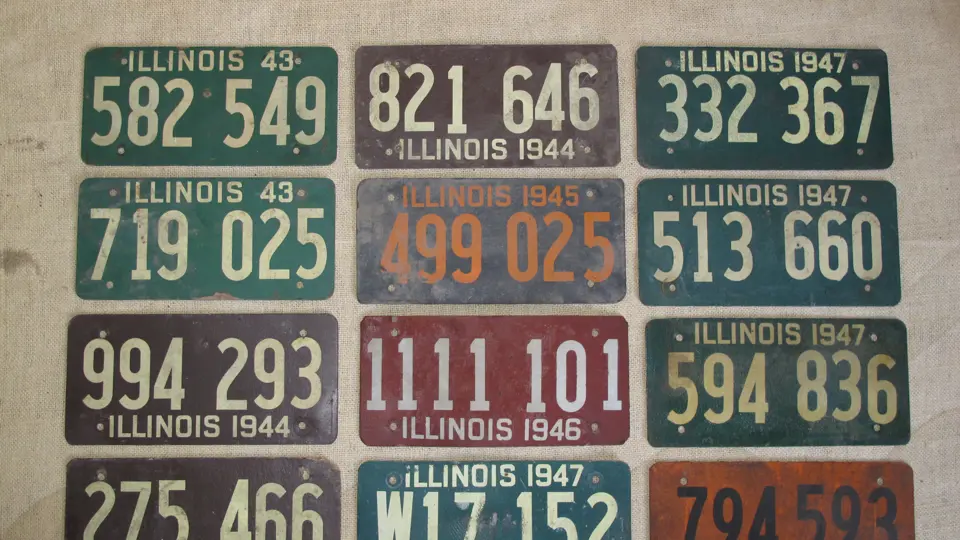 ILLINOIS 43
582 549
821 646
ILLINOIS 1944
ILLINOIS 1947
332 367
ILLINOIS 43
719 025
ILLINOIS 1945
499 025
ILLINOIS 1947
513 660
994 293
ILLINOIS 1944
1111 101
ILLINOIS 1946
ILLINOIS 1947
594 836
275 466
ILLINOIS 1947
W17 152
794 593